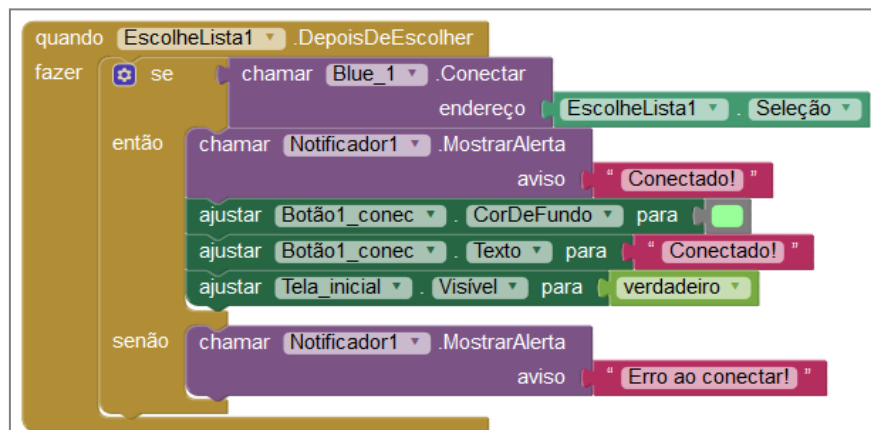 quando EscolheLista1 .DepoisDeEscolher
fazer se chamar Blue_1 .Conectar
endereço EscolheLista1 . Seleção
então chamar Notificador1 .MostrarAlerta
aviso " Conectado! "
ajustar Botão1_conec . CorDeFundo para
ajustar Botão1_conec . Texto para " Conectado! "
ajustar Tela_inicial . Visível para verdadeiro
senão chamar Notificador1 .MostrarAlerta
aviso " Erro ao conectar! "